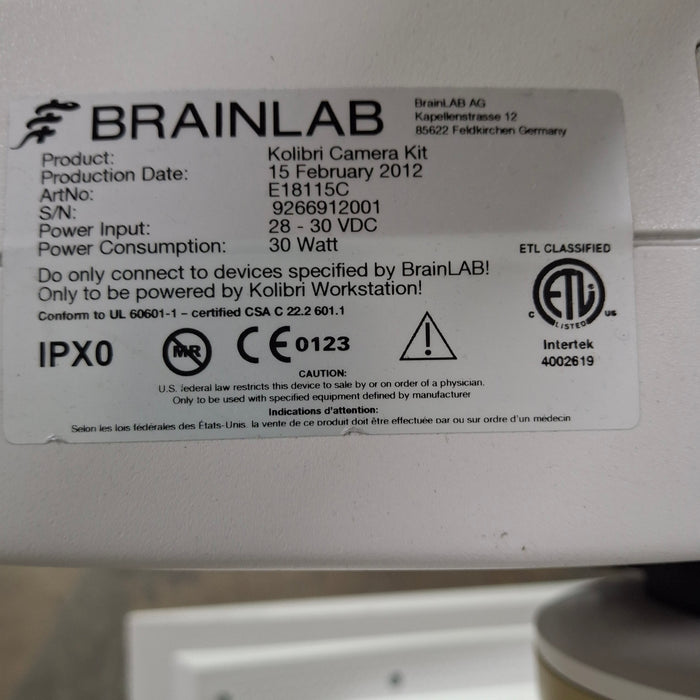 BRAINLAB
BrainLAB AG
Kapellenstrasse 12
85622 Feldkirchen Germany
Product: Kolibri Camera Kit
Production Date: 15 February 2012
ArtNo: E18115C
S/N: 9266912001
Power Input: 28 - 30 VDC
Power Consumption: 30 Watt
Do only connect to devices specified by BrainLAB!
Only to be powered by Kolibri Workstation!
Conform to UL 60601-1 – certified CSA C 22.2 601.1
ETL CLASSIFIED
ETL
C LISTED US
Intertek
4002619
IPX0 MR CE 0123
CAUTION:
U.S. federal law restricts this device to sale by or on order of a physician.
Only to be used with specified equipment defined by manufacturer
Indications d'attention:
Selon les lois fédérales des États-Unis. la vente de ce produit doit être effectuée par ou sur ordre d'un médecin